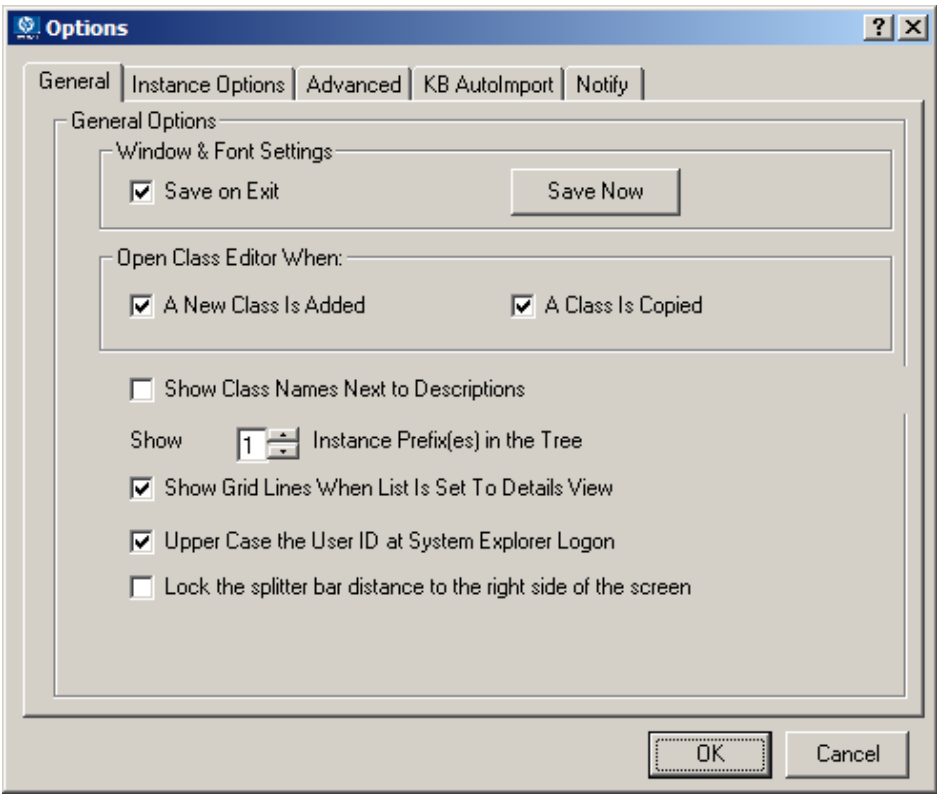 Options
General Instance Options Advanced KB AutoImport Notify
General Options
Window & Font Settings
Save on Exit Save Now
Open Class Editor When:
A New Class Is Added A Class Is Copied
Show Class Names Next to Descriptions
Show 1 Instance Prefix(es) in the Tree
Show Grid Lines When List Is Set To Details View
Upper Case the User ID at System Explorer Logon
Lock the splitter bar distance to the right side of the screen
OK Cancel